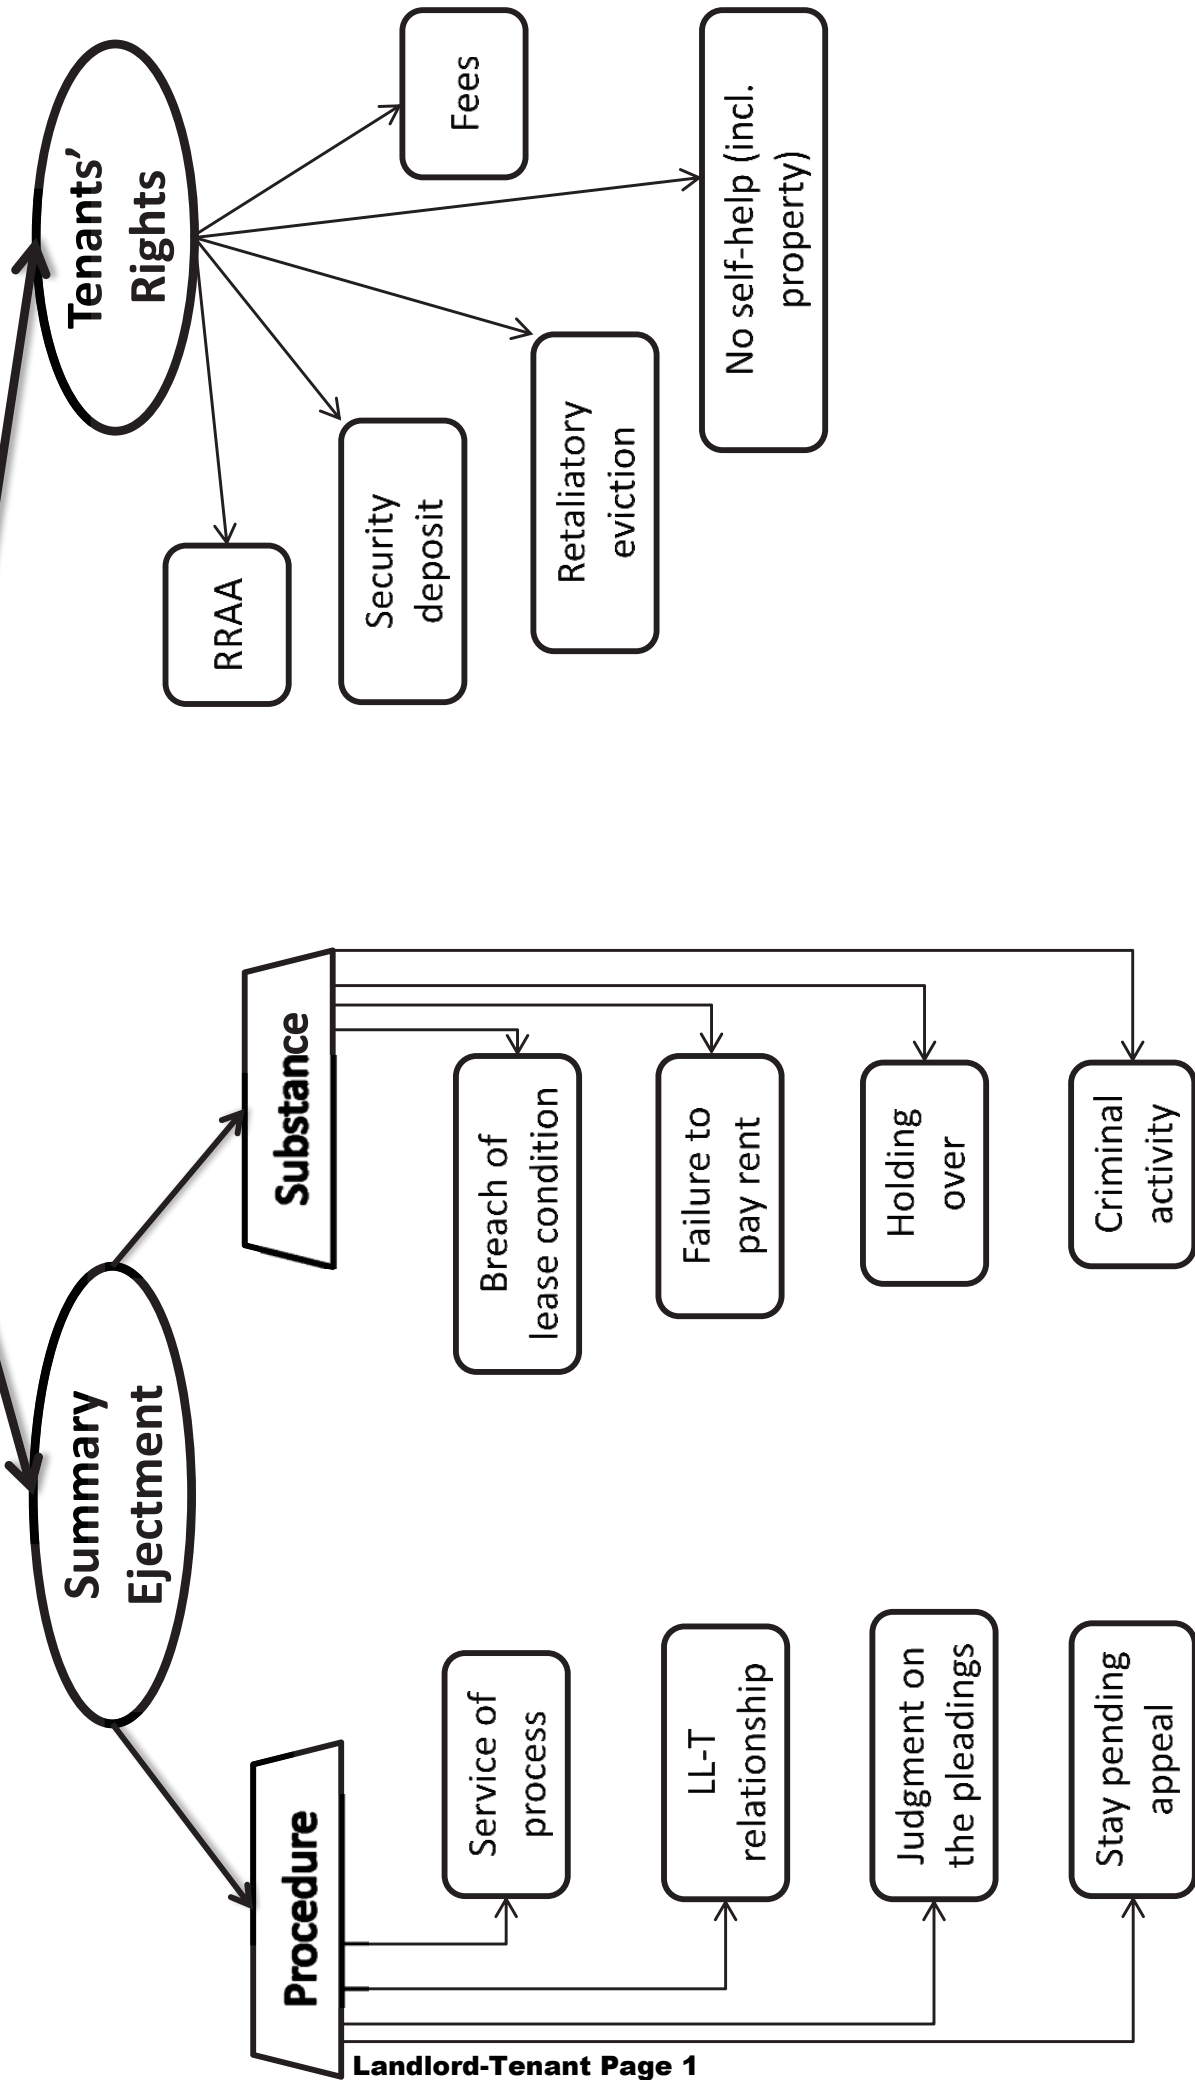 Summary
Ejectment
Procedure
Service of
process
LL-T
relationship
Judgment on
the pleadings
Stay pending
appeal
Substance
Breach of
lease condition
Failure to
pay rent
Holding
over
Criminal
activity
Tenants’
Rights
RRAA
Security
deposit
Retaliatory
eviction
No self-help (incl.
property)
Fees
Landlord-Tenant Page 1